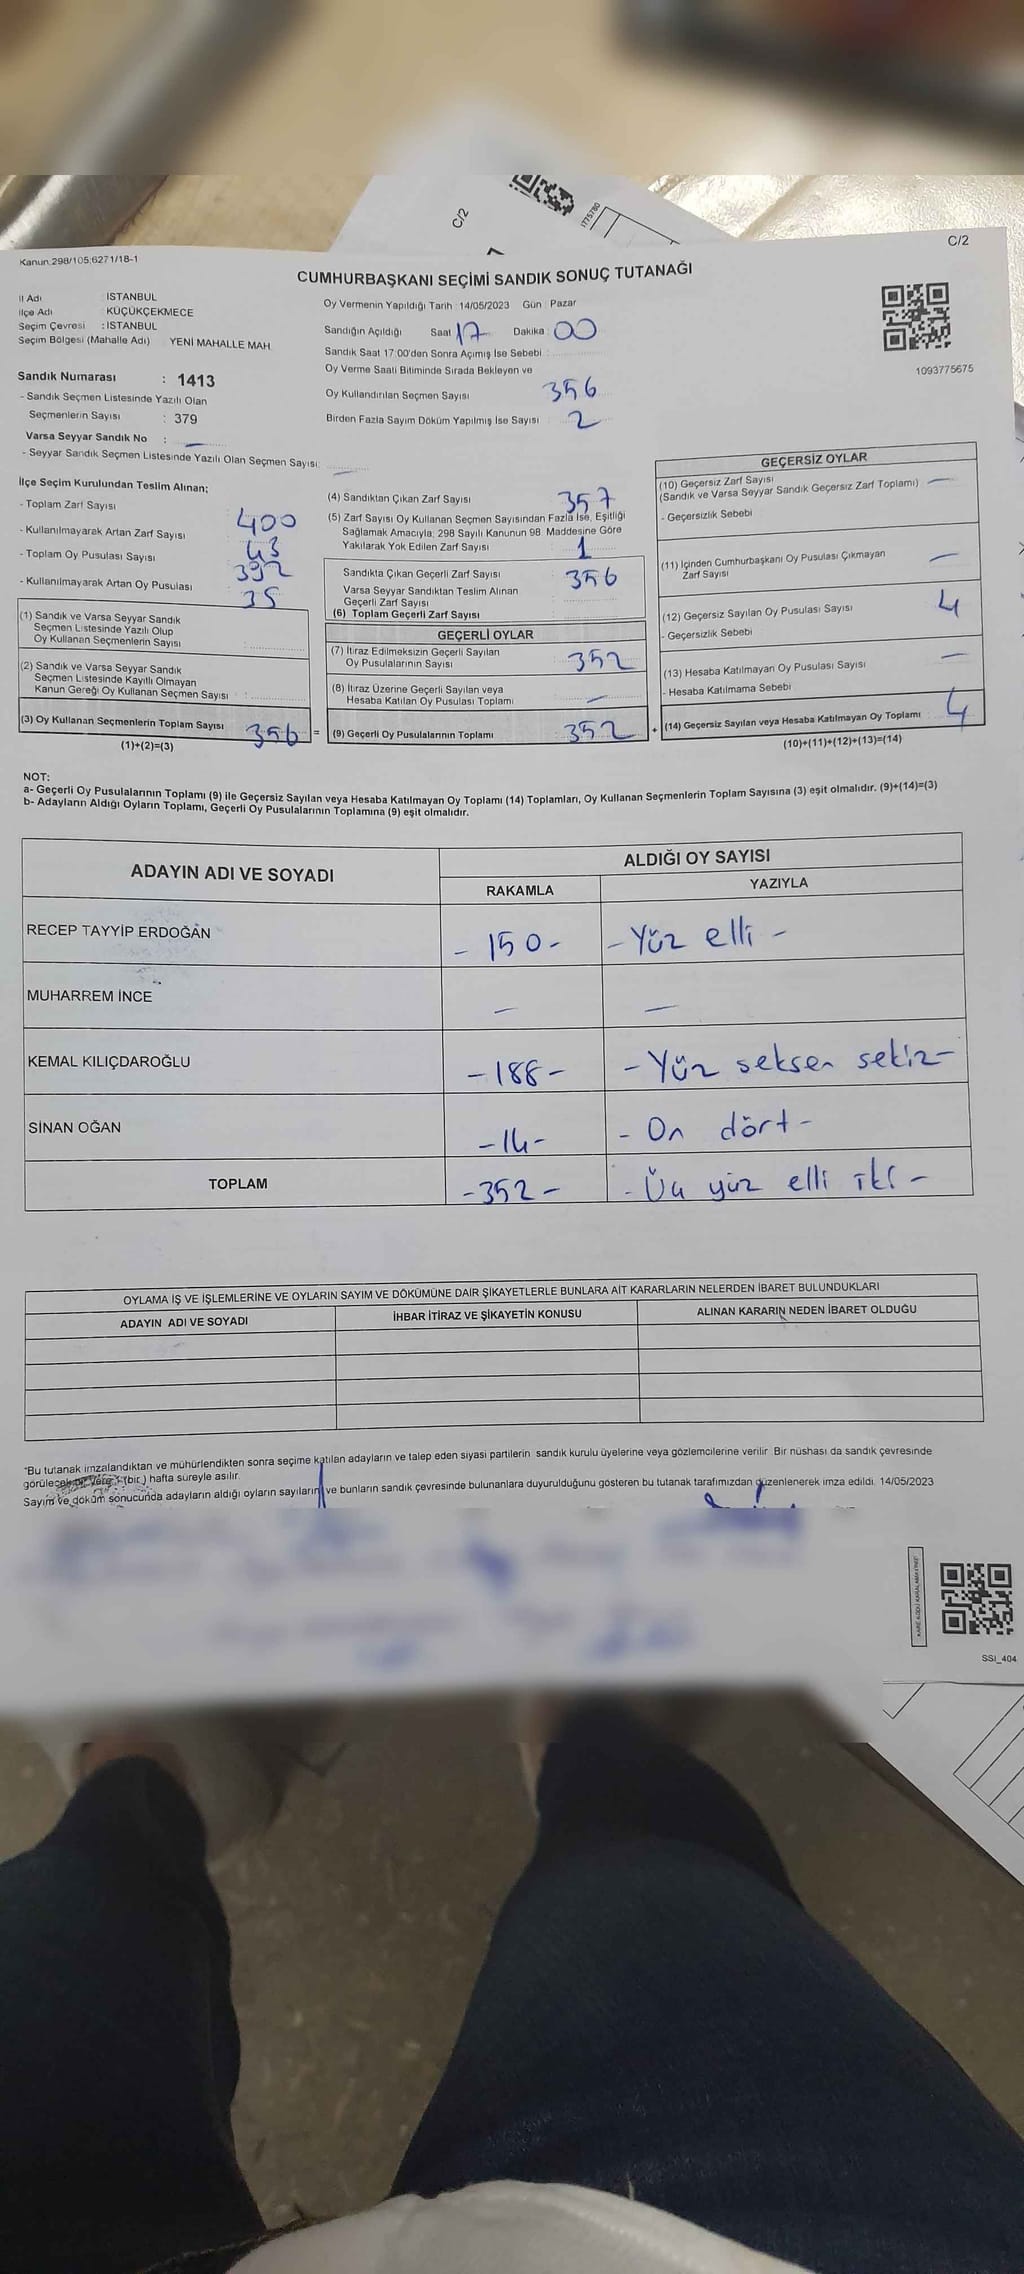 C/2
1775780
C/2
Kanun.298/105;6271/18-1
CUMHURBAŞKANI SEÇİMİ SANDIK SONUÇ TUTANAĞI
İl Adı : İSTANBUL
İlçe Adı : KÜÇÜKÇEKMECE
Seçim Çevresi : İSTANBUL
Seçim Bölgesi (Mahalle Adı) YENİ MAHALLE MAH.
Oy Vermenin Yapıldığı Tarih : 14/05/2023 Gün : Pazar
Sandığın Açıldığı Saat 17 Dakika : 00
Sandık Saat 17:00'den Sonra Açımış İse Sebebi :
Oy Verme Saati Bitiminde Sırada Bekleyen ve
Oy Kullandırılan Seçmen Sayısı 356
Birden Fazla Sayım Döküm Yapılmış İse Sayısı : 2
1093775675
Sandık Numarası : 1413
- Sandık Seçmen Listesinde Yazılı Olan
Seçmenlerin Sayısı : 379
Varsa Seyyar Sandık No : —
- Seyyar Sandık Seçmen Listesinde Yazılı Olan Seçmen Sayısı: —
İlçe Seçim Kurulundan Teslim Alınan;
- Toplam Zarf Sayısı 400
- Kullanılmayarak Artan Zarf Sayısı 43
- Toplam Oy Pusulası Sayısı 392
- Kullanılmayarak Artan Oy Pusulası 35
(1) Sandık ve Varsa Seyyar Sandık
Seçmen Listesinde Yazılı Olup
Oy Kullanan Seçmenlerin Sayısı :
(2) Sandık ve Varsa Seyyar Sandık
Seçmen Listesinde Kayıtlı Olmayan
Kanun Gereği Oy Kullanan Seçmen Sayısı :
(3) Oy Kullanan Seçmenlerin Toplam Sayısı 356 =
(1)+(2)=(3)
(4) Sandıktan Çıkan Zarf Sayısı 357
(5) Zarf Sayısı Oy Kullanan Seçmen Sayısından Fazla İse, Eşitliği
Sağlamak Amacıyla; 298 Sayılı Kanunun 98. Maddesine Göre
Yakılarak Yok Edilen Zarf Sayısı : 1
Sandıkta Çıkan Geçerli Zarf Sayısı 356
Varsa Seyyar Sandıktan Teslim Alınan
Geçerli Zarf Sayısı
(6) Toplam Geçerli Zarf Sayısı
GEÇERLİ OYLAR
(7) İtiraz Edilmeksizin Geçerli Sayılan
Oy Pusulalarının Sayısı 352
(8) İtiraz Üzerine Geçerli Sayılan veya
Hesaba Katılan Oy Pusulası Toplamı —
(9) Geçerli Oy Pusulalarının Toplamı 352 +
GEÇERSİZ OYLAR
(10) Geçersiz Zarf Sayısı —
(Sandık ve Varsa Seyyar Sandık Geçersiz Zarf Toplamı)
- Geçersizlik Sebebi
(11) İçinden Cumhurbaşkanı Oy Pusulası Çıkmayan
Zarf Sayısı —
(12) Geçersiz Sayılan Oy Pusulası Sayısı 4
- Geçersizlik Sebebi
(13) Hesaba Katılmayan Oy Pusulası Sayısı —
- Hesaba Katılmama Sebebi
(14) Geçersiz Sayılan veya Hesaba Katılmayan Oy Toplamı 4
(10)+(11)+(12)+(13)=(14)
NOT:
a- Geçerli Oy Pusulalarının Toplamı (9) ile Geçersiz Sayılan veya Hesaba Katılmayan Oy Toplamı (14) Toplamları, Oy Kullanan Seçmenlerin Toplam Sayısına (3) eşit olmalıdır. (9)+(14)=(3)
b- Adayların Aldığı Oyların Toplamı, Geçerli Oy Pusulalarının Toplamına (9) eşit olmalıdır.
ADAYIN ADI VE SOYADI
ALDIĞI OY SAYISI
RAKAMLA YAZIYLA
RECEP TAYYİP ERDOĞAN - 150 - - Yüz elli -
MUHARREM İNCE — —
KEMAL KILIÇDAROĞLU - 188 - - Yüz seksen sekiz -
SİNAN OĞAN - 14 - - On dört -
TOPLAM - 352 - - Üç yüz elli iki -
OYLAMA İŞ VE İŞLEMLERİNE VE OYLARIN SAYIM VE DÖKÜMÜNE DAİR ŞİKAYETLERLE BUNLARA AİT KARARLARIN NELERDEN İBARET BULUNDUKLARI
ADAYIN ADI VE SOYADI İHBAR İTİRAZ VE ŞİKAYETİN KONUSU ALINAN KARARIN NEDEN İBARET OLDUĞU
*Bu tutanak imzalandıktan ve mühürlendikten sonra seçime katılan adayların ve talep eden siyasi partilerin sandık kurulu üyelerine veya gözlemcilerine verilir. Bir nüshası da sandık çevresinde
görülecek bir yere 1 (bir) hafta süreyle asılır.
Sayım ve döküm sonucunda adayların aldığı oyların sayıların ve bunların sandık çevresinde bulunanlara duyurulduğunu gösteren bu tutanak tarafımızdan düzenlenerek imza edildi. 14/05/2023
KARE KODU KARALAMAYINIZ
SSI_404